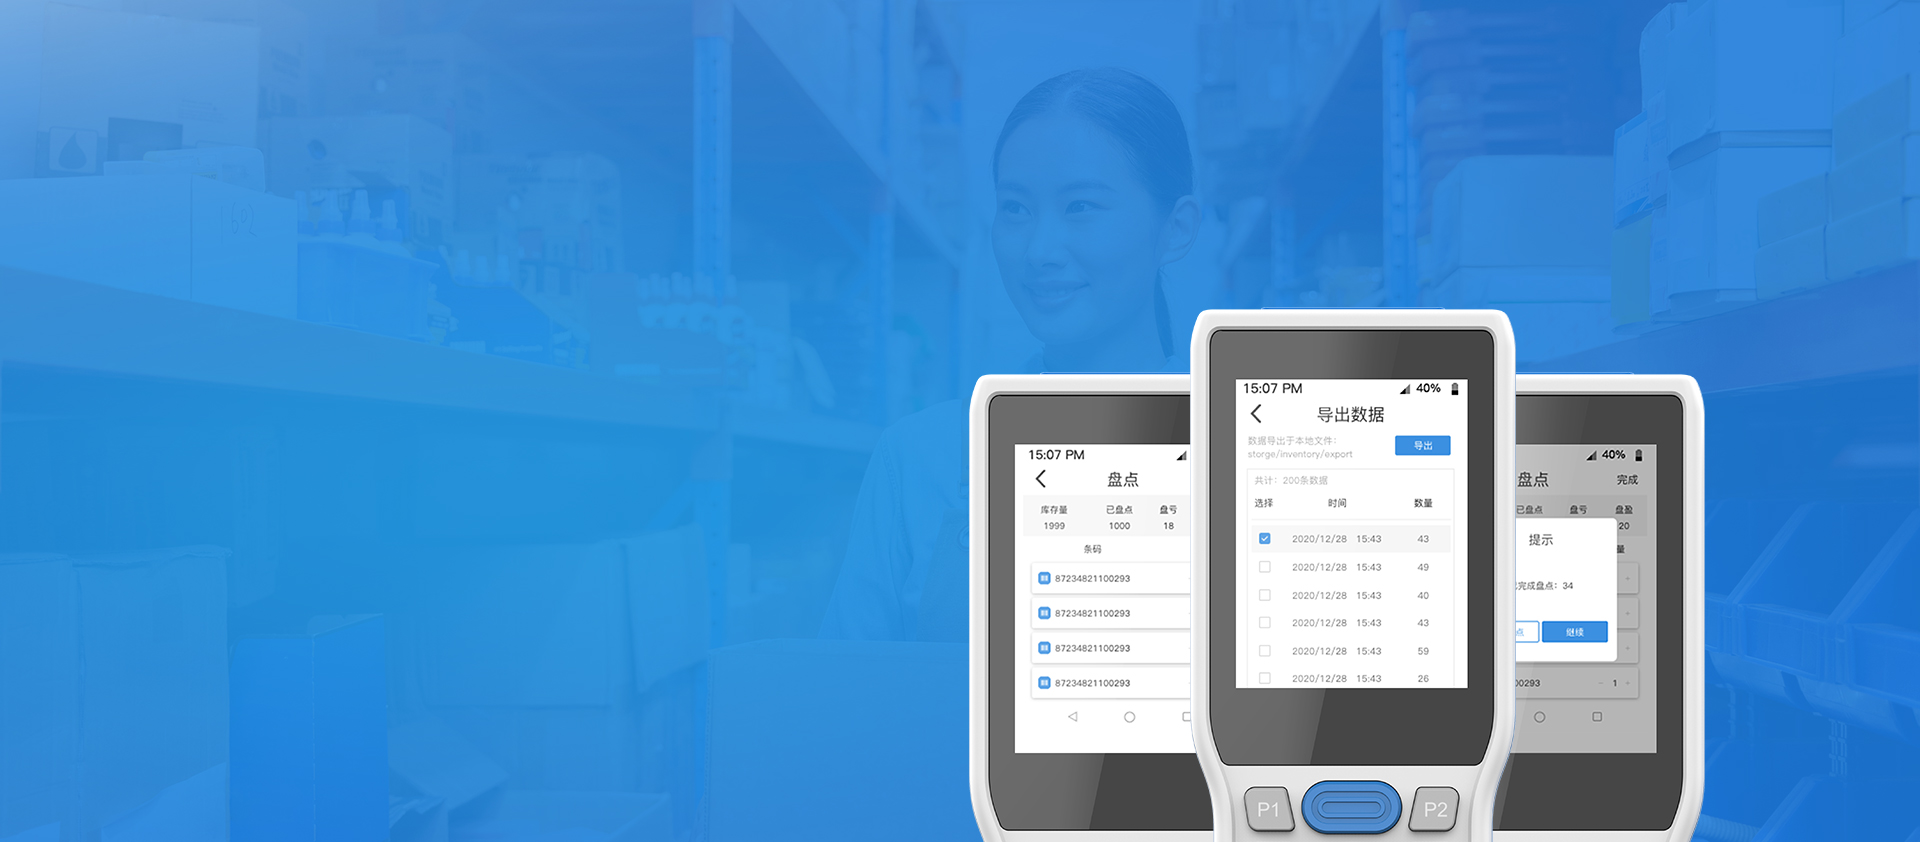 15:07 PM
盘点
库存量 已盘点 盘亏
1999 1000 18
条码
87234821100293
87234821100293
87234821100293
87234821100293
15:07 PM 40%
导出数据
数据导出于本地文件:
storge/inventory/export
导出
共计: 200条数据
选择 时间 数量
2020/12/28 15:43 43
2020/12/28 15:43 49
2020/12/28 15:43 40
2020/12/28 15:43 43
2020/12/28 15:43 59
2020/12/28 15:43 26
P1 P2
40%
盘点 完成
已盘点 盘亏 盘盈
20
提示
完成盘点: 34
点 继续
00293 - 1 +